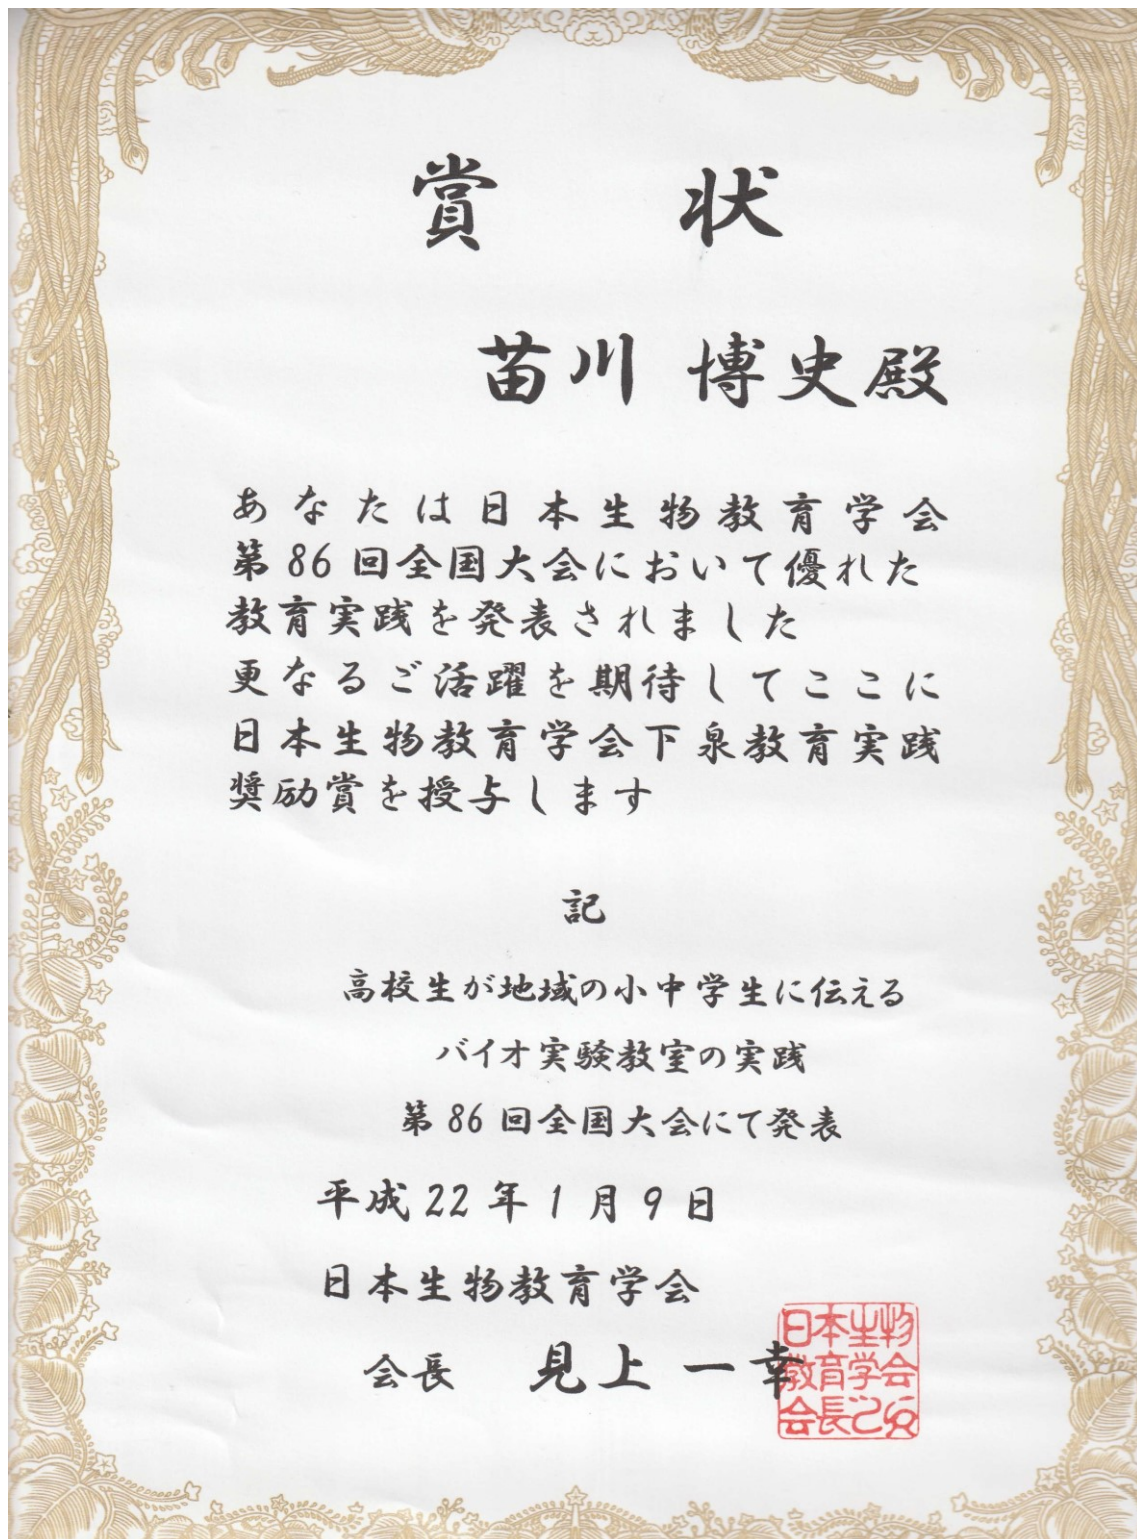 賞 状
苗川 博史殿
あなたは日本生物教育学会
第86回全国大会において優れた
教育実践を発表されました
更なるご活躍を期待してここに
日本生物教育学会下泉教育実践
奨励賞を授与します
記
高校生が地域の小中学生に伝える
バイオ実験教室の実践
第86回全国大会にて発表
平成22年1月9日
日本生物教育学会
会長 見上一幸
日本生物
教育学会
会長之